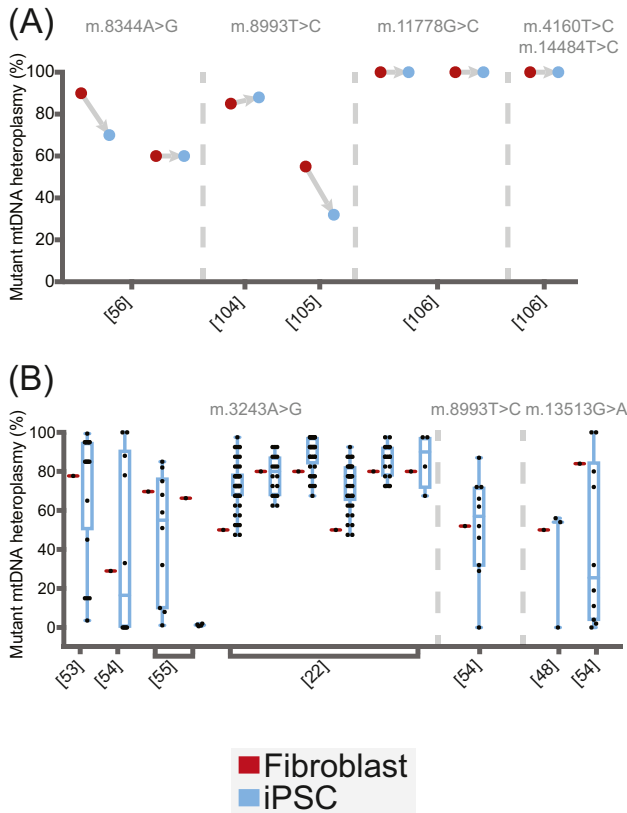 (A)
m.8344A>G
m.8993T>C
m.11778G>C
m.4160T>C
m.14484T>C
Mutant mtDNA heteroplasmy (%)
100
80
60
40
20
0
[56]
[104]
[105]
[106]
[106]
(B)
m.3243A>G
m.8993T>C
m.13513G>A
Mutant mtDNA heteroplasmy (%)
100
80
60
40
20
0
[53]
[54]
[55]
[22]
[54]
[48]
[54]
Fibroblast
iPSC